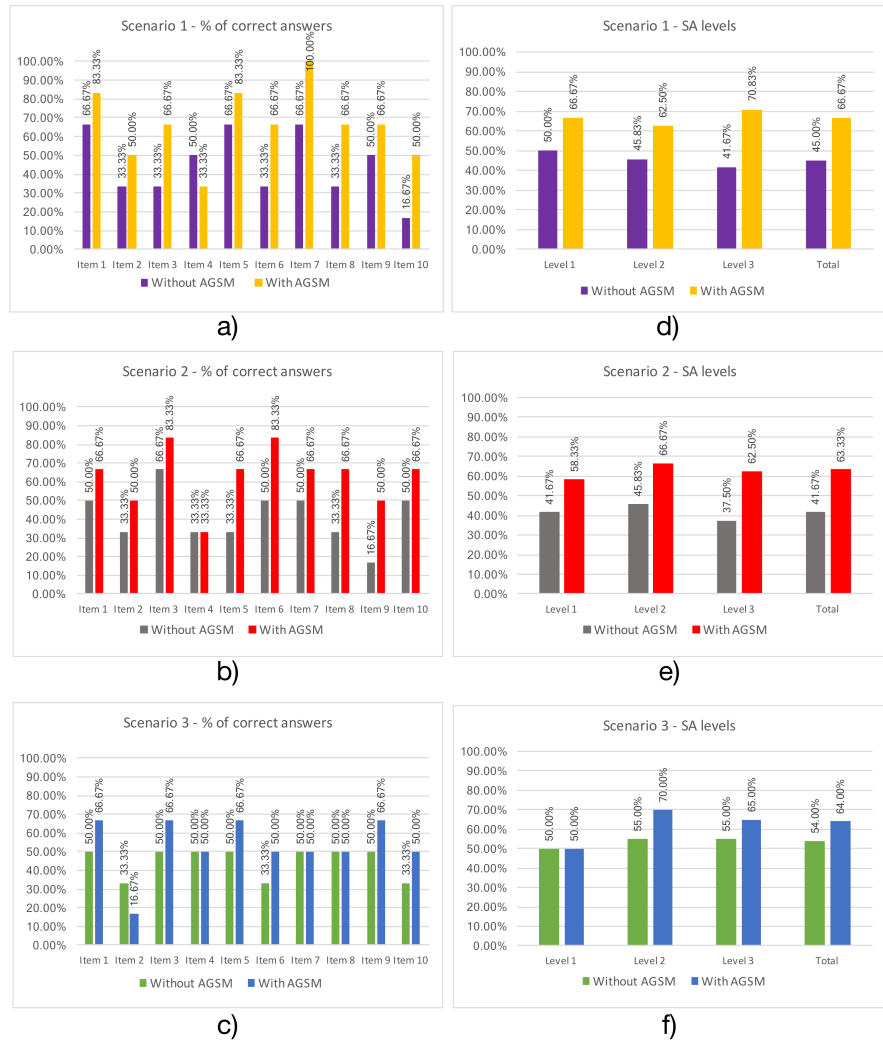 Scenario 1 - % of correct answers
100.00%
90.00%
80.00%
70.00%
60.00%
50.00%
40.00%
30.00%
20.00%
10.00%
0.00%
66.67% 83.33% 33.33% 50.00% 33.33% 66.67% 50.00% 33.33% 66.67% 83.33% 33.33% 66.67% 66.67% 100.00% 33.33% 66.67% 50.00% 66.67% 16.67% 50.00%
Item 1 Item 2 Item 3 Item 4 Item 5 Item 6 Item 7 Item 8 Item 9 Item 10
Without AGSM With AGSM
a)
Scenario 1 - SA levels
100.00%
90.00%
80.00%
70.00%
60.00%
50.00%
40.00%
30.00%
20.00%
10.00%
0.00%
50.00% 66.67% 45.83% 62.50% 41.67% 70.83% 45.00% 66.67%
Level 1 Level 2 Level 3 Total
Without AGSM With AGSM
d)
Scenario 2 - % of correct answers
100.00%
90.00%
80.00%
70.00%
60.00%
50.00%
40.00%
30.00%
20.00%
10.00%
0.00%
50.00% 66.67% 33.33% 50.00% 66.67% 83.33% 33.33% 33.33% 33.33% 66.67% 50.00% 83.33% 50.00% 66.67% 33.33% 66.67% 16.67% 50.00% 50.00% 66.67%
Item 1 Item 2 Item 3 Item 4 Item 5 Item 6 Item 7 Item 8 Item 9 Item 10
Without AGSM With AGSM
b)
Scenario 2 - SA levels
100.00%
90.00%
80.00%
70.00%
60.00%
50.00%
40.00%
30.00%
20.00%
10.00%
0.00%
41.67% 58.33% 45.83% 66.67% 37.50% 62.50% 41.67% 63.33%
Level 1 Level 2 Level 3 Total
Without AGSM With AGSM
e)
Scenario 3 - % of correct answers
100.00%
90.00%
80.00%
70.00%
60.00%
50.00%
40.00%
30.00%
20.00%
10.00%
0.00%
50.00% 66.67% 33.33% 16.67% 50.00% 66.67% 50.00% 50.00% 50.00% 66.67% 33.33% 50.00% 50.00% 50.00% 50.00% 50.00% 50.00% 66.67% 33.33% 50.00%
Item 1 Item 2 Item 3 Item 4 Item 5 Item 6 Item 7 Item 8 Item 9 Item 10
Without AGSM With AGSM
c)
Scenario 3 - SA levels
100.00%
90.00%
80.00%
70.00%
60.00%
50.00%
40.00%
30.00%
20.00%
10.00%
0.00%
50.00% 50.00% 55.00% 70.00% 55.00% 65.00% 54.00% 64.00%
Level 1 Level 2 Level 3 Total
Without AGSM With AGSM
f)